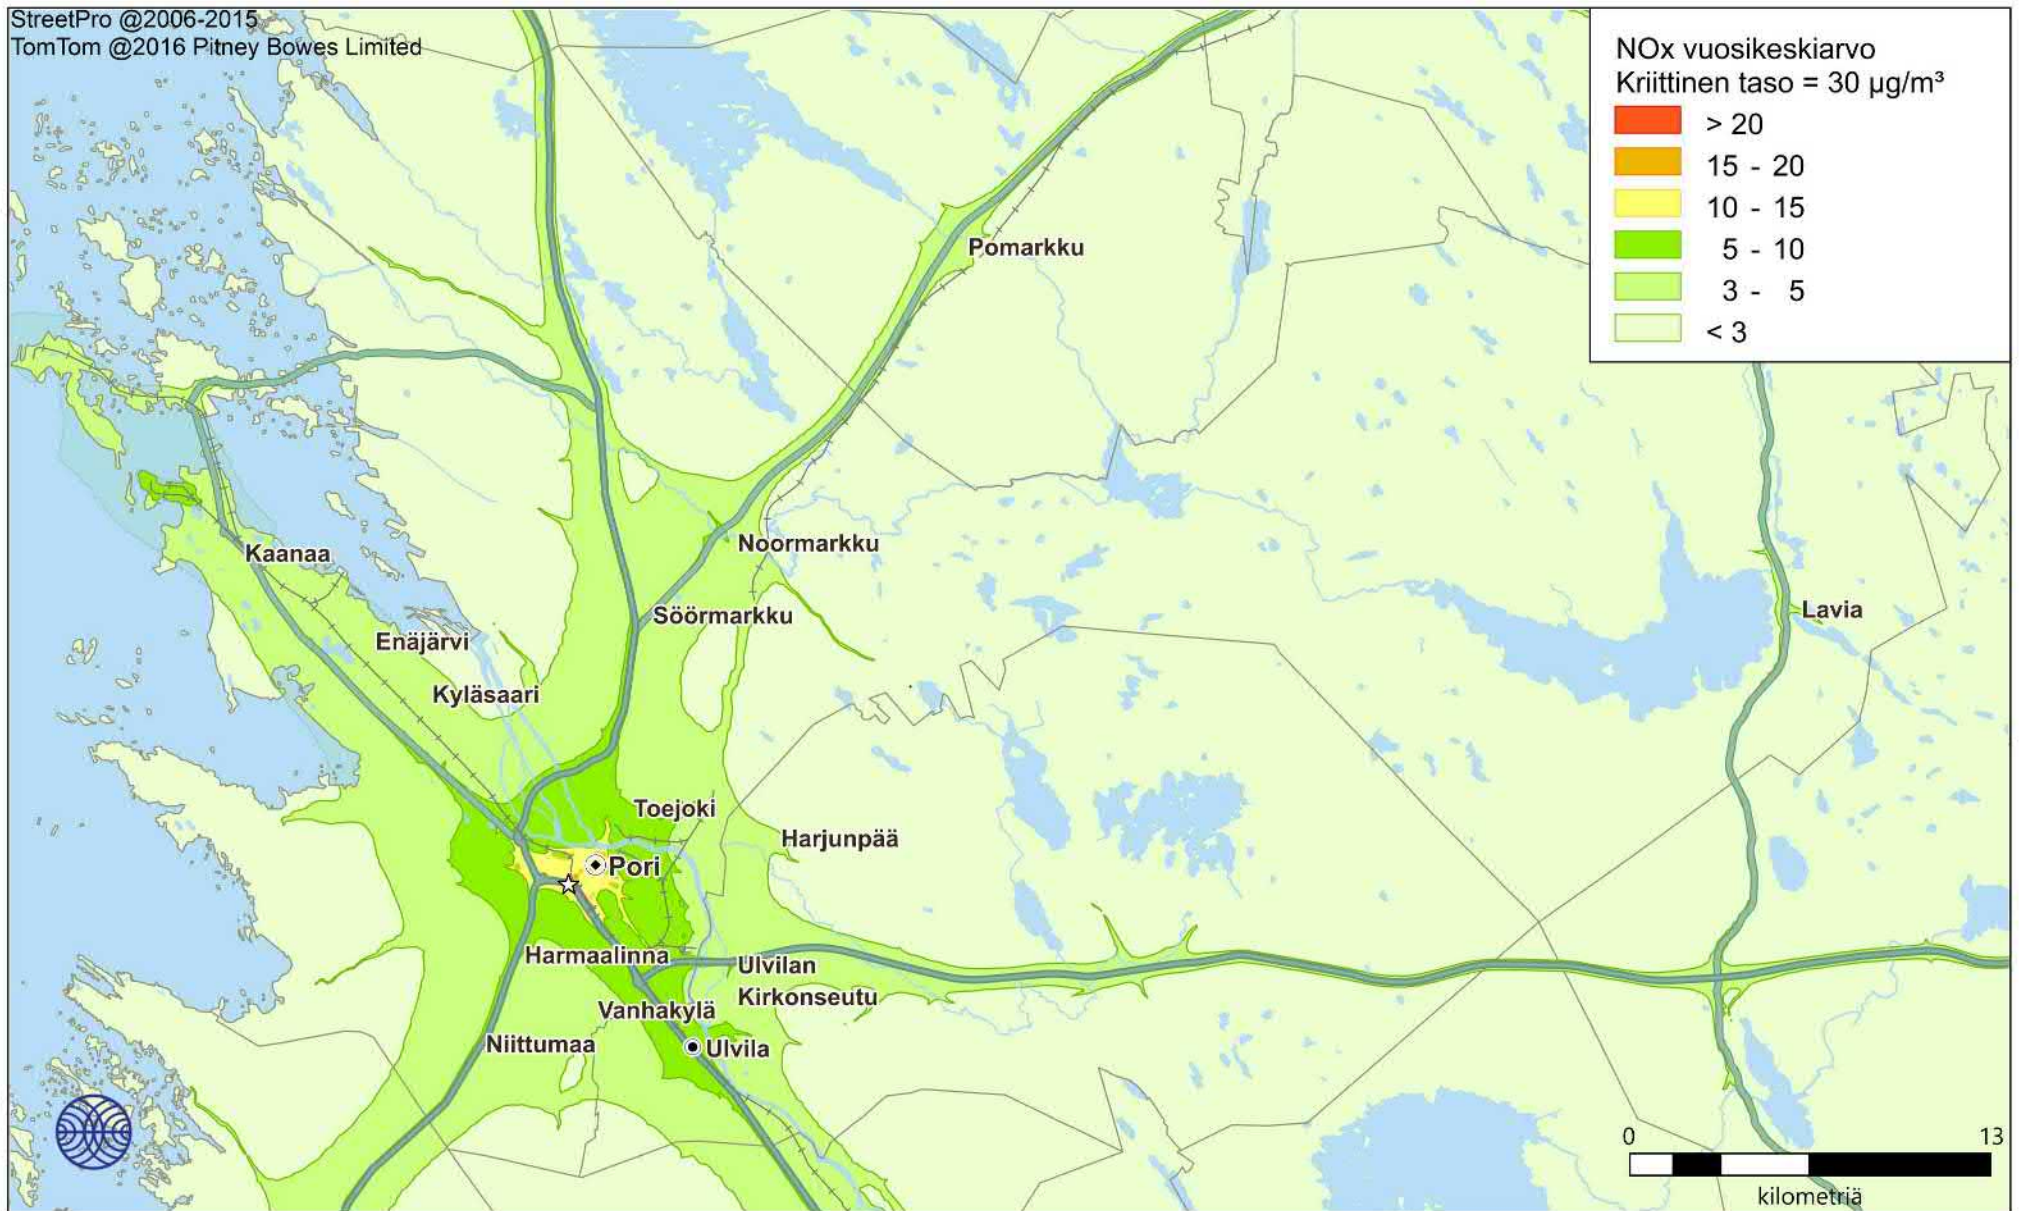 StreetPro @2006-2015
TomTom @2016 Pitney Bowes Limited
NOx vuosikeskiarvo
Kriittinen taso = 30 µg/m³
> 20
15 - 20
10 - 15
5 - 10
3 - 5
< 3
Pomarkku
Noormarkku
Kaanaa
Söörmarkku
Lavia
Enäjärvi
Kyläsaari
Toejoki
Harjunpää
Pori
Harmaalinna
Ulvilan
Kirkonseutu
Vanhakylä
Niittumaa
Ulvila
0 13
kilometriä